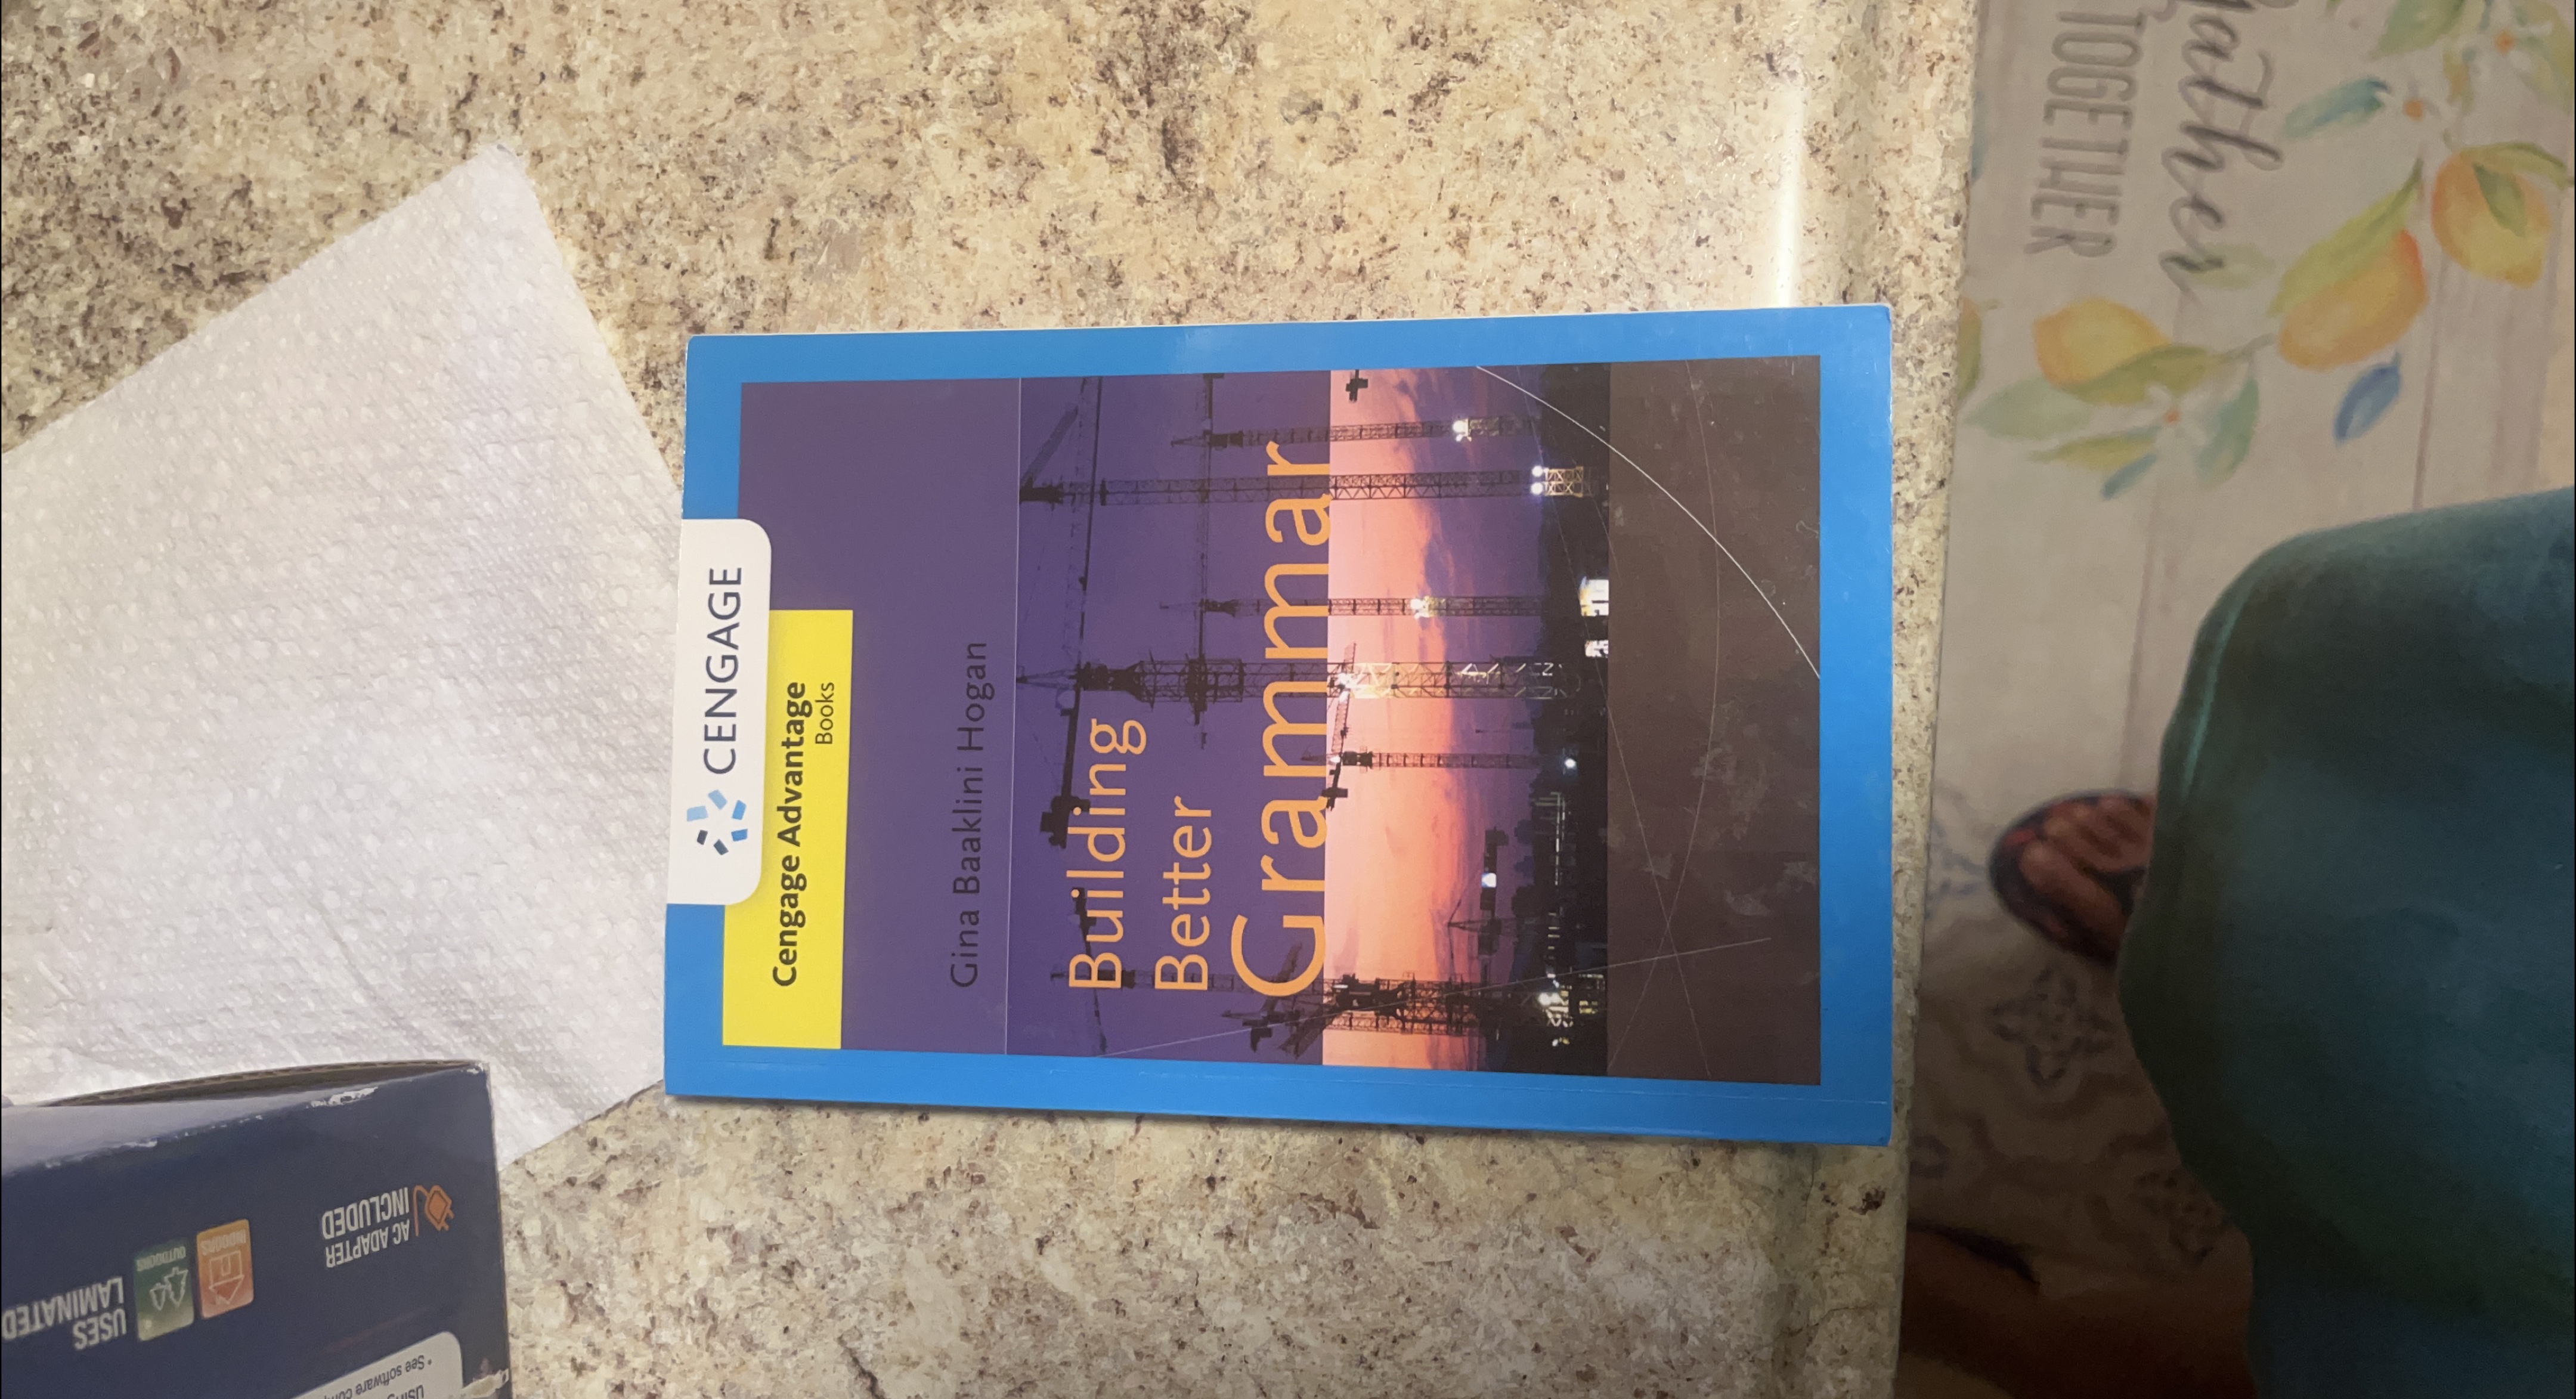 CENGAGE
Cengage Advantage
Books
Gina Baaklini Hogan
Building
Better
Grammar
Gather
TOGETHER
AC ADAPTER
INCLUDED
INDOORS
OUTDOORS
USES
LAMINATED
* See software